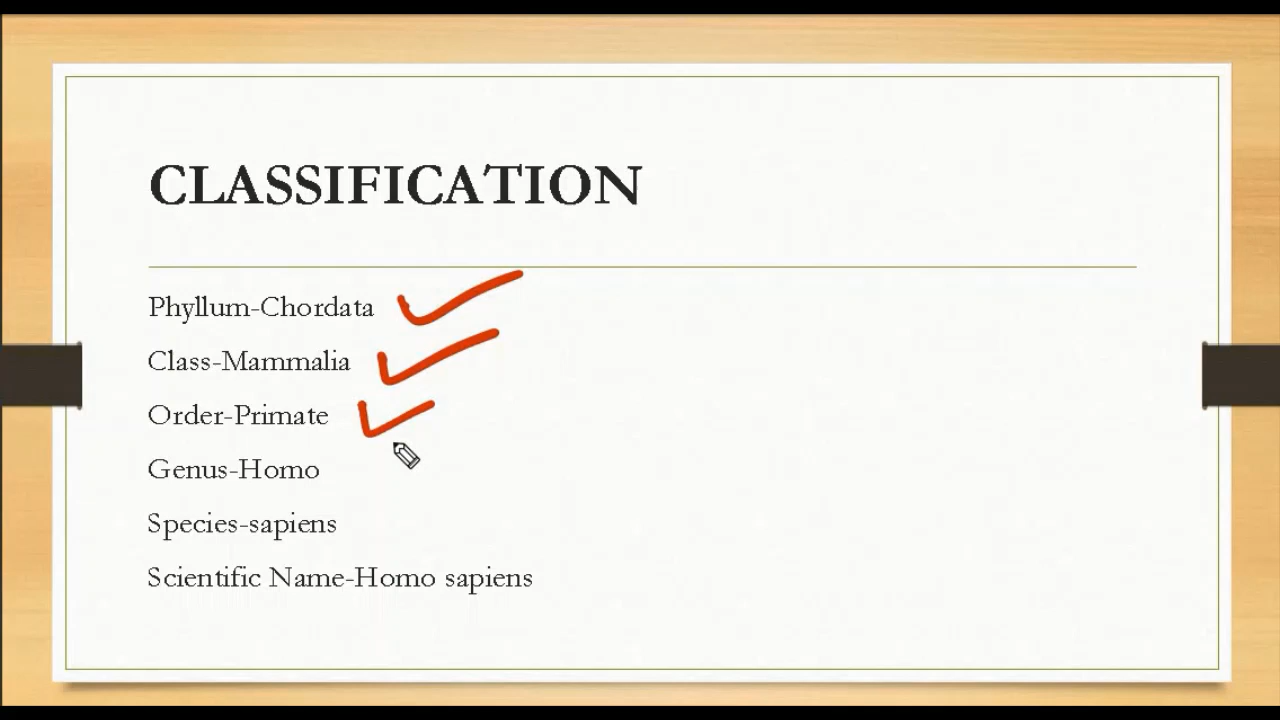 CLASSIFICATION
Phyllum-Chordata
Class-Mammalia
Order-Primate
Genus-Homo
Species-sapiens
Scientific Name-Homo sapiens